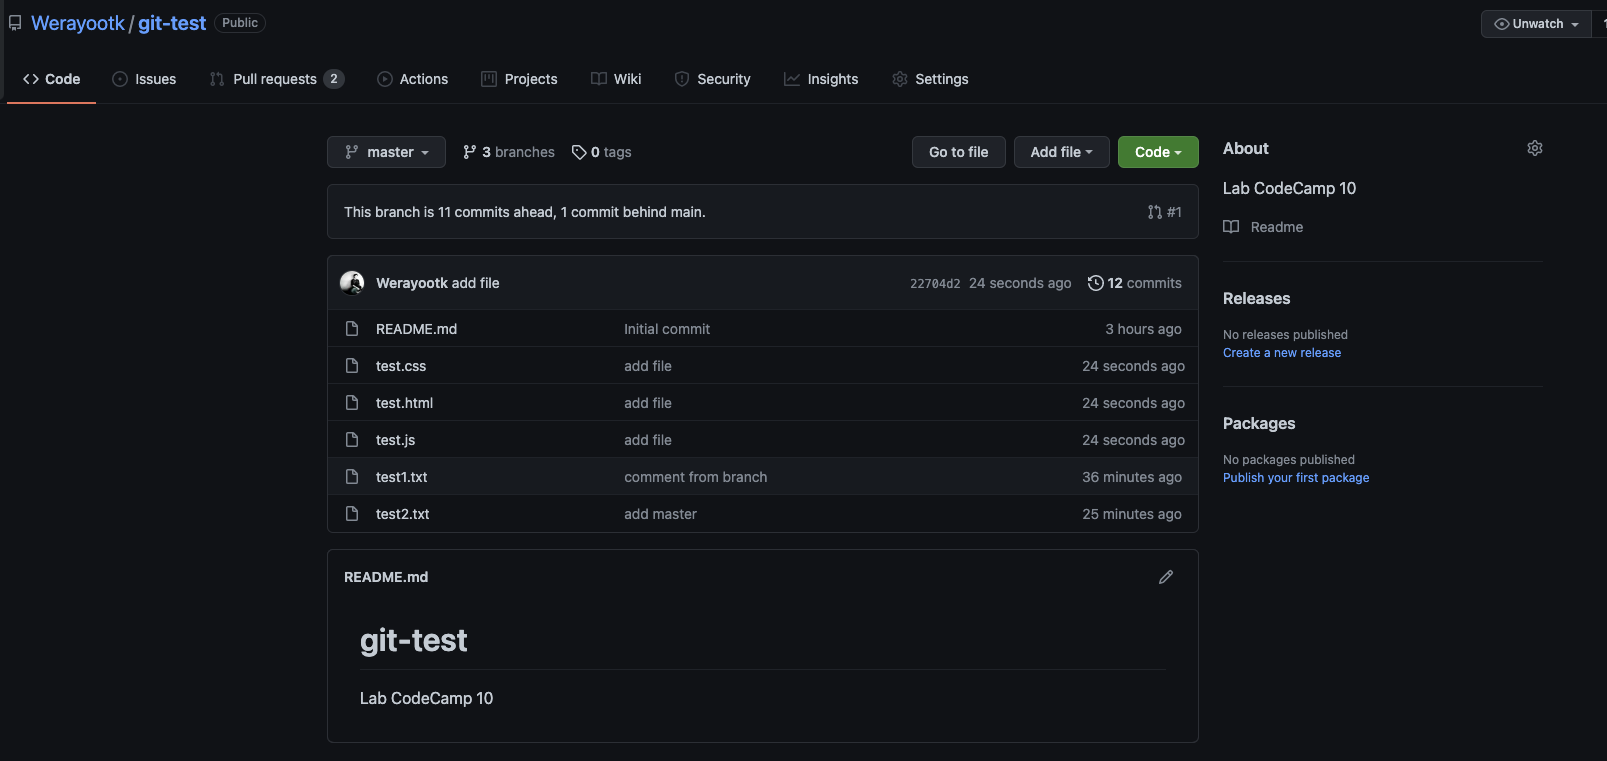 Werayootk / git-test Public
Unwatch
Code Issues Pull requests 2 Actions Projects Wiki Security Insights Settings
master 3 branches 0 tags Go to file Add file Code
This branch is 11 commits ahead, 1 commit behind main. #1
Werayootk add file 22704d2 24 seconds ago 12 commits
README.md Initial commit 3 hours ago
test.css add file 24 seconds ago
test.html add file 24 seconds ago
test.js add file 24 seconds ago
test1.txt comment from branch 36 minutes ago
test2.txt add master 25 minutes ago
README.md
git-test
Lab CodeCamp 10
About
Lab CodeCamp 10
Readme
Releases
No releases published
Create a new release
Packages
No packages published
Publish your first package